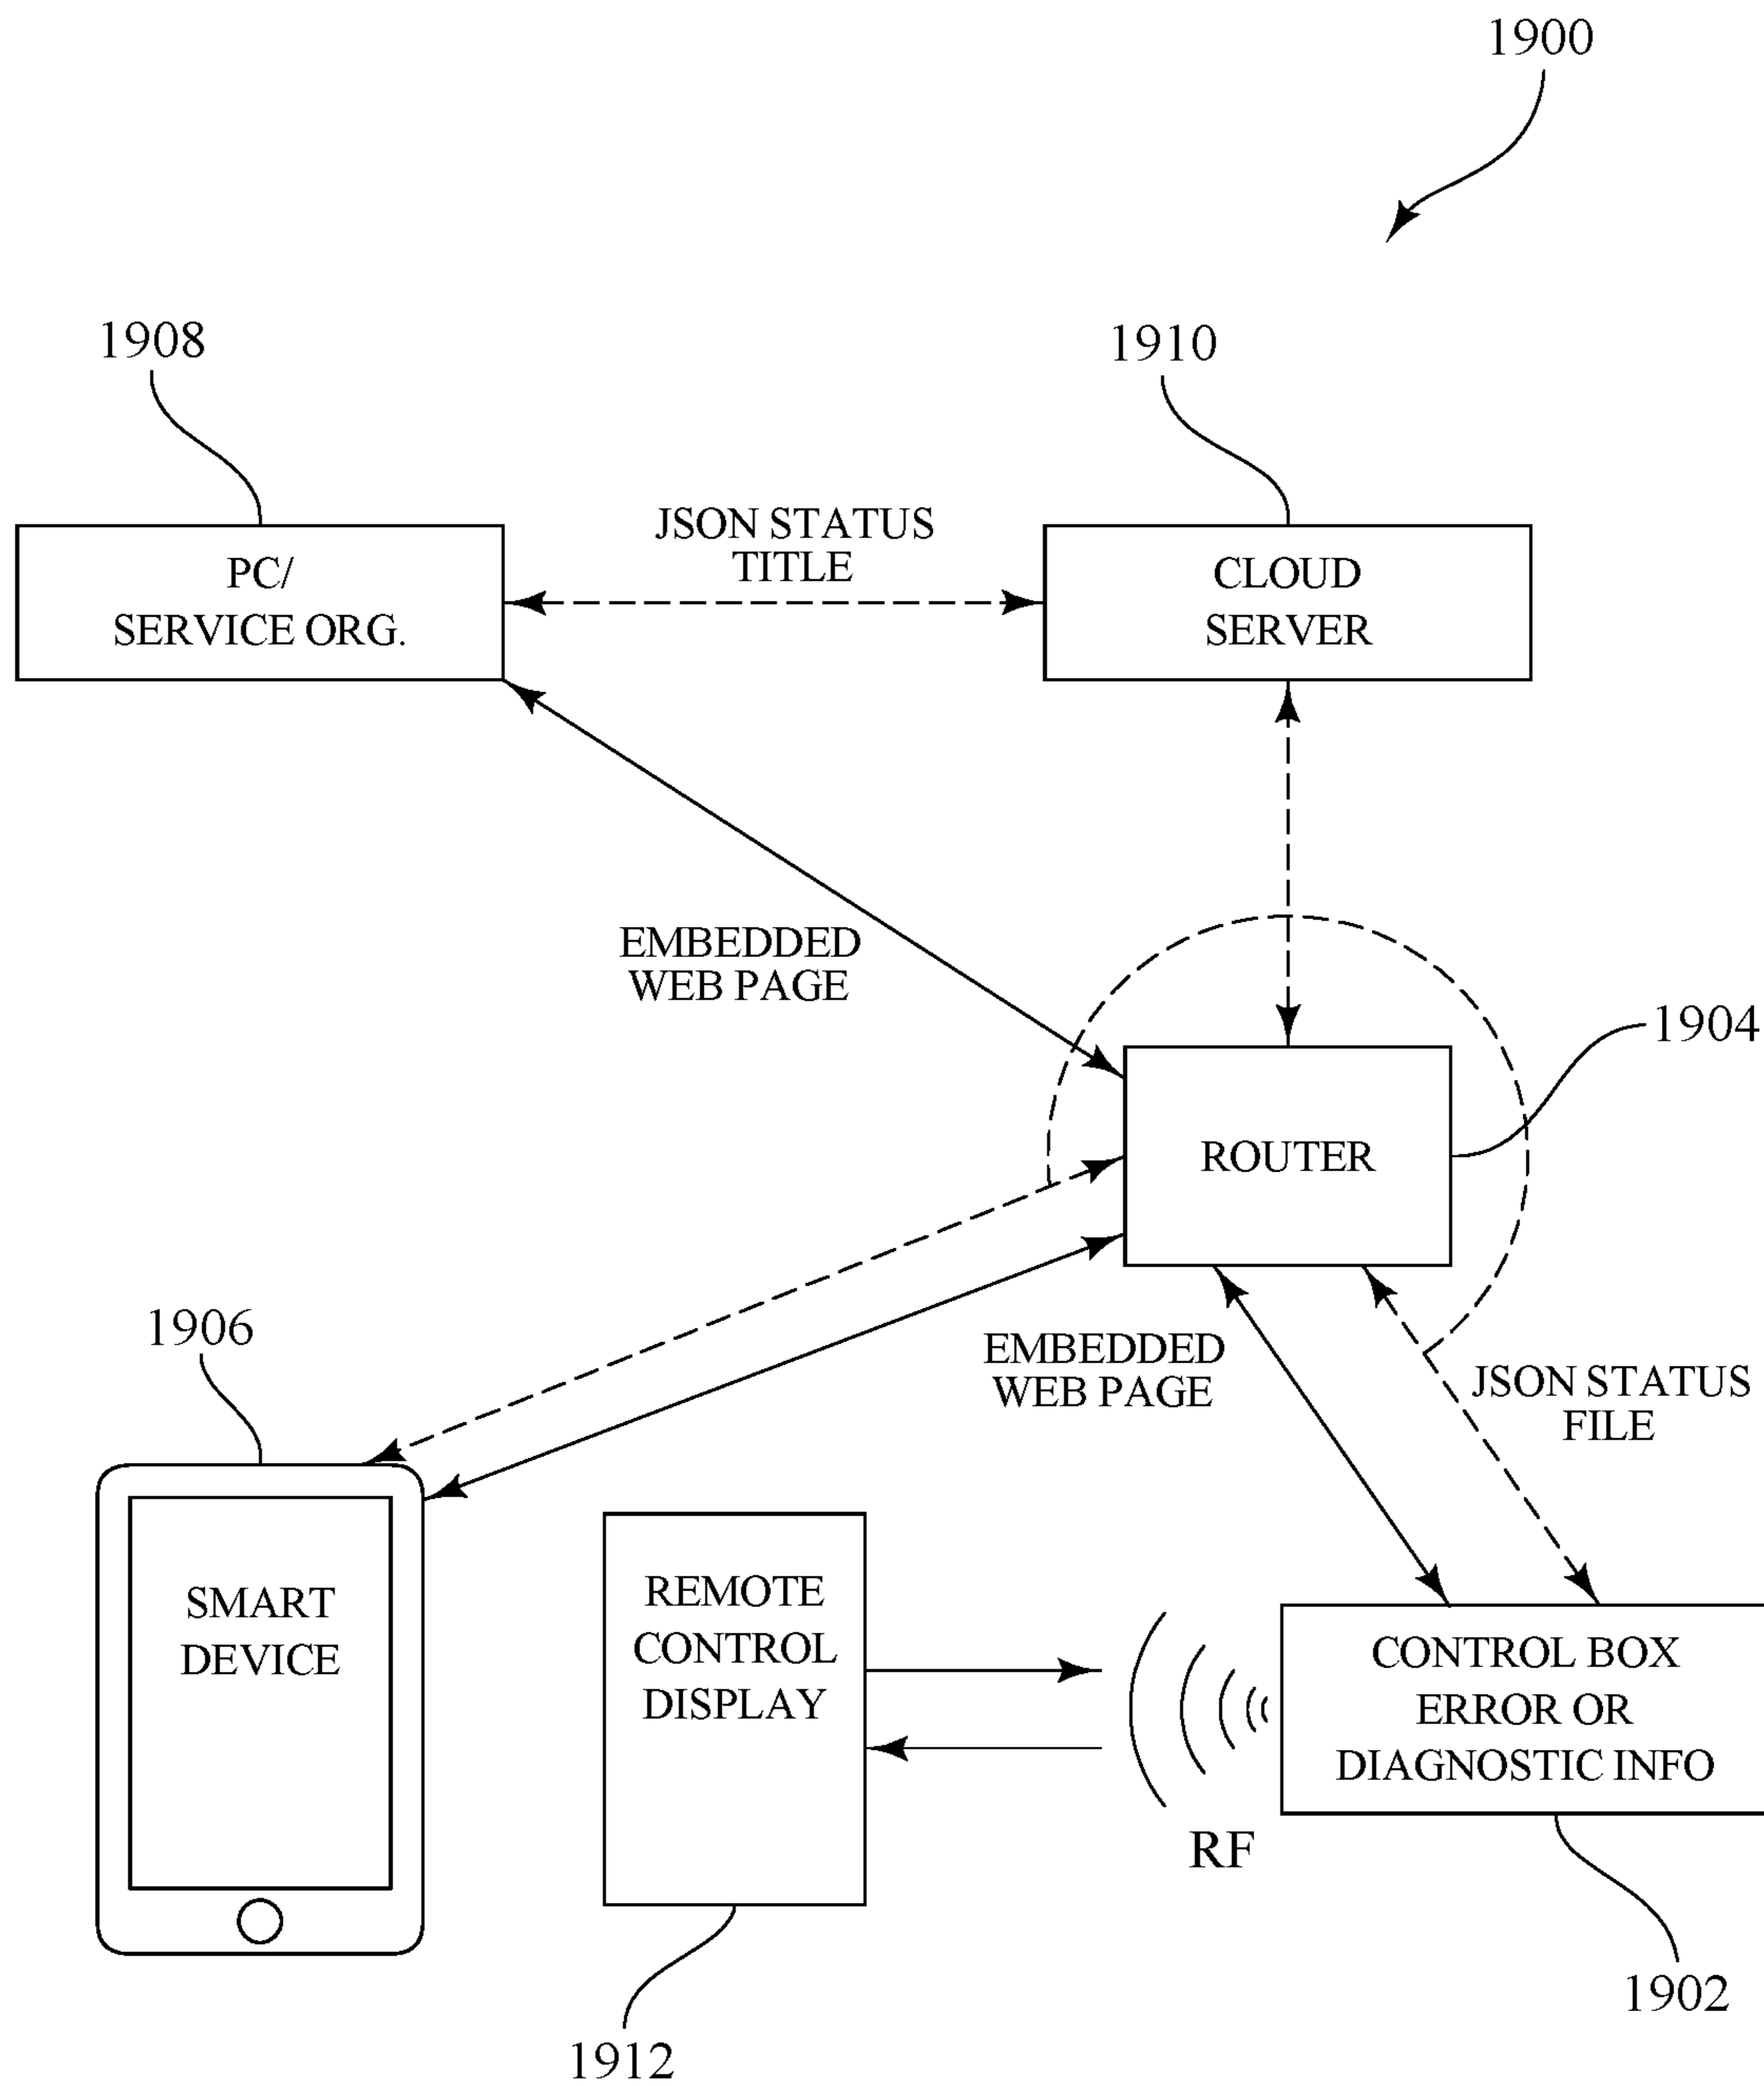 1900
1908
1910
JSON STATUS
TITLE
PC/
SERVICE ORG.
CLOUD
SERVER
EMBEDDED
WEB PAGE
1904
ROUTER
1906
EMBEDDED
WEB PAGE
JSON STATUS
FILE
SMART
DEVICE
REMOTE
CONTROL
DISPLAY
CONTROL BOX
ERROR OR
DIAGNOSTIC INFO
RF
1902
1912